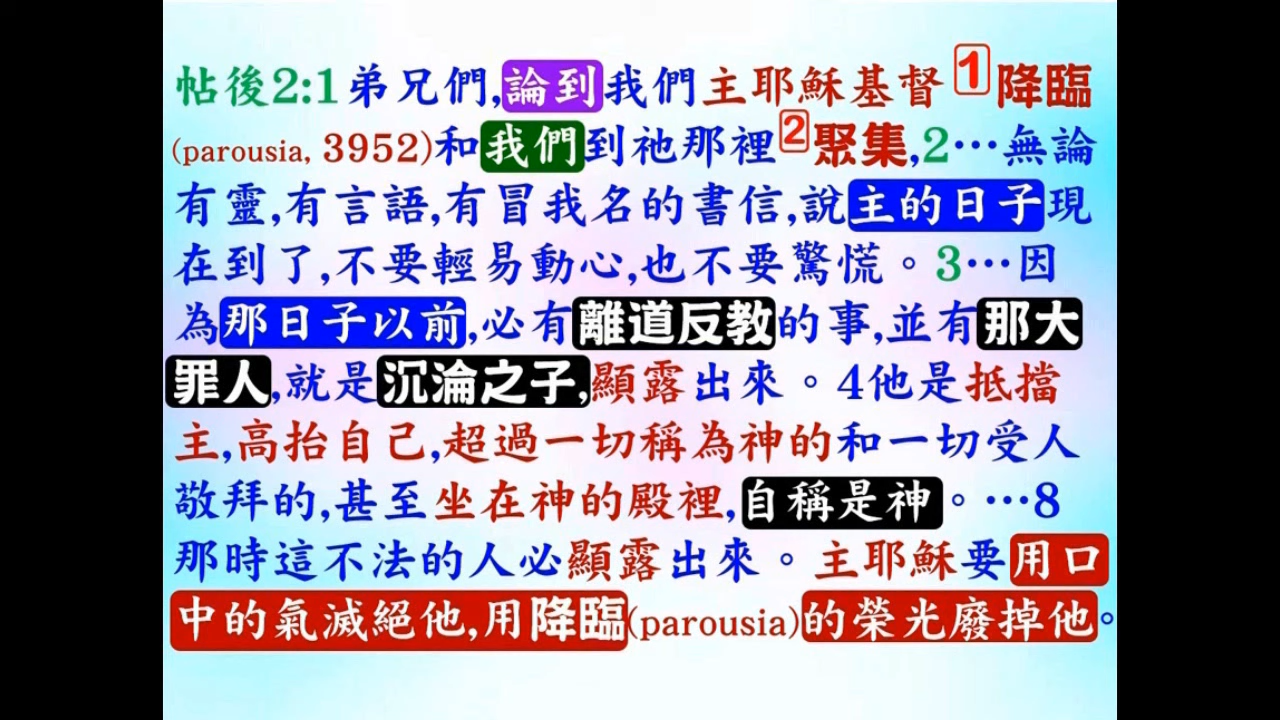 帖後2:1弟兄們,論到我們主耶穌基督1降臨
(parousia, 3952)和我們到祂那裡2聚集,2…無論
有靈,有言語,有冒我名的書信,說主的日子現
在到了,不要輕易動心,也不要驚慌。3…因
為那日子以前,必有離道反教的事,並有那大
罪人,就是沉淪之子,顯露出來。4他是抵擋
主,高抬自己,超過一切稱為神的和一切受人
敬拜的,甚至坐在神的殿裡,自稱是神。…8
那時這不法的人必顯露出來。主耶穌要用口
中的氣滅絕他,用降臨(parousia)的榮光廢掉他。